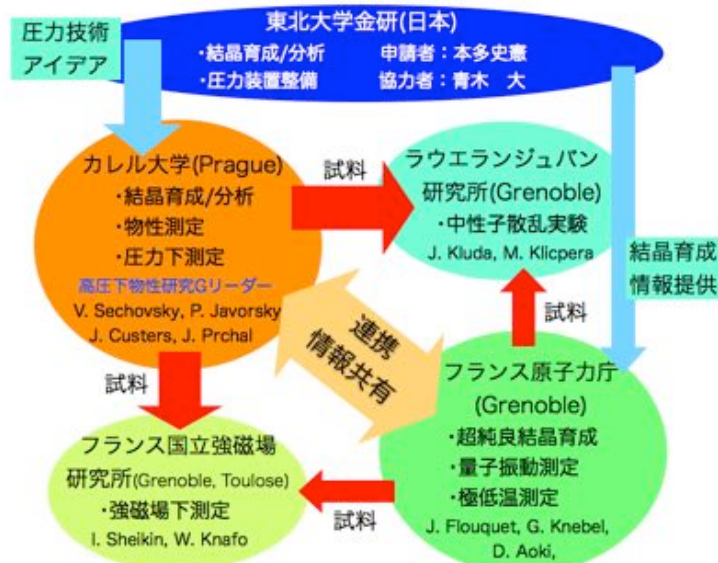 東北大学金研(日本)
圧力技術
アイデア
・結晶育成/分析　申請者：本多史憲
・圧力装置整備　協力者：青木　大
カレル大学(Prague)
・結晶育成/分析
・物性測定
・圧力下測定
高圧下物性研究Gリーダー
V. Sechovsky, P. Javorsky
J. Custers, J. Prchal
試料
ラウエランジュバン
研究所(Grenoble)
・中性子散乱実験
J. Kluda, M. Klicpera
結晶育成
情報提供
連携
情報共有
試料
試料
フランス国立強磁場
研究所(Grenoble, Toulose)
・強磁場下測定
I. Sheikin, W. Knafo
試料
フランス原子力庁
(Grenoble)
・超純良結晶育成
・量子振動測定
・極低温測定
J. Flouquet, G. Knebel,
D. Aoki,